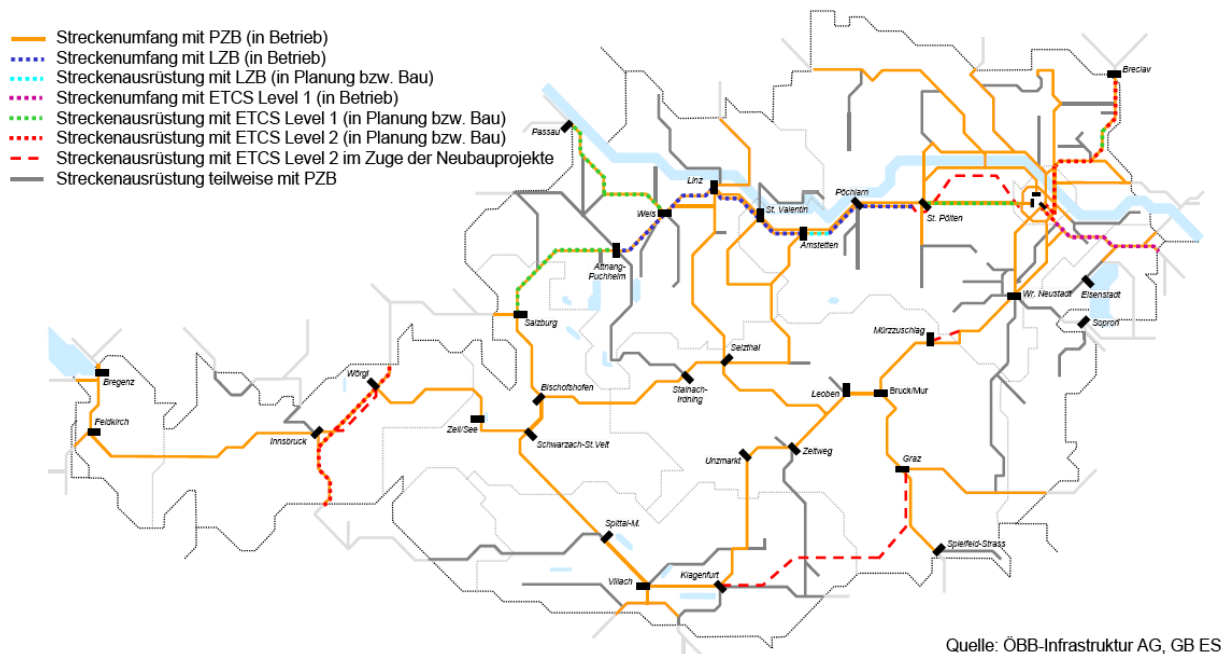 Streckenumfang mit PZB (in Betrieb)
Streckenumfang mit LZB (in Betrieb)
Streckenausrüstung mit LZB (in Planung bzw. Bau)
Streckenumfang mit ETCS Level 1 (in Betrieb)
Streckenausrüstung mit ETCS Level 1 (in Planung bzw. Bau)
Streckenausrüstung mit ETCS Level 2 (in Planung bzw. Bau)
Streckenausrüstung mit ETCS Level 2 im Zuge der Neubauprojekte
Streckenausrüstung teilweise mit PZB
Breclav
Passau
Linz
Wels
St. Valentin
Pöchlarn
St. Pölten
Amstetten
Attnang-
Puchheim
Salzburg
Wr. Neustadt
Eisenstadt
Sopron
Mürzzuschlag
Selzthal
Stainach-
Irdning
Bischofshofen
Wörgl
Bregenz
Feldkirch
Innsbruck
Zell/See
Schwarzach-St.Veit
Leoben
Bruck/Mur
Unzmarkt
Zeltweg
Graz
Spittal-M.
Villach
Klagenfurt
Spielfeld-Strass
Quelle: ÖBB-Infrastruktur AG, GB ES